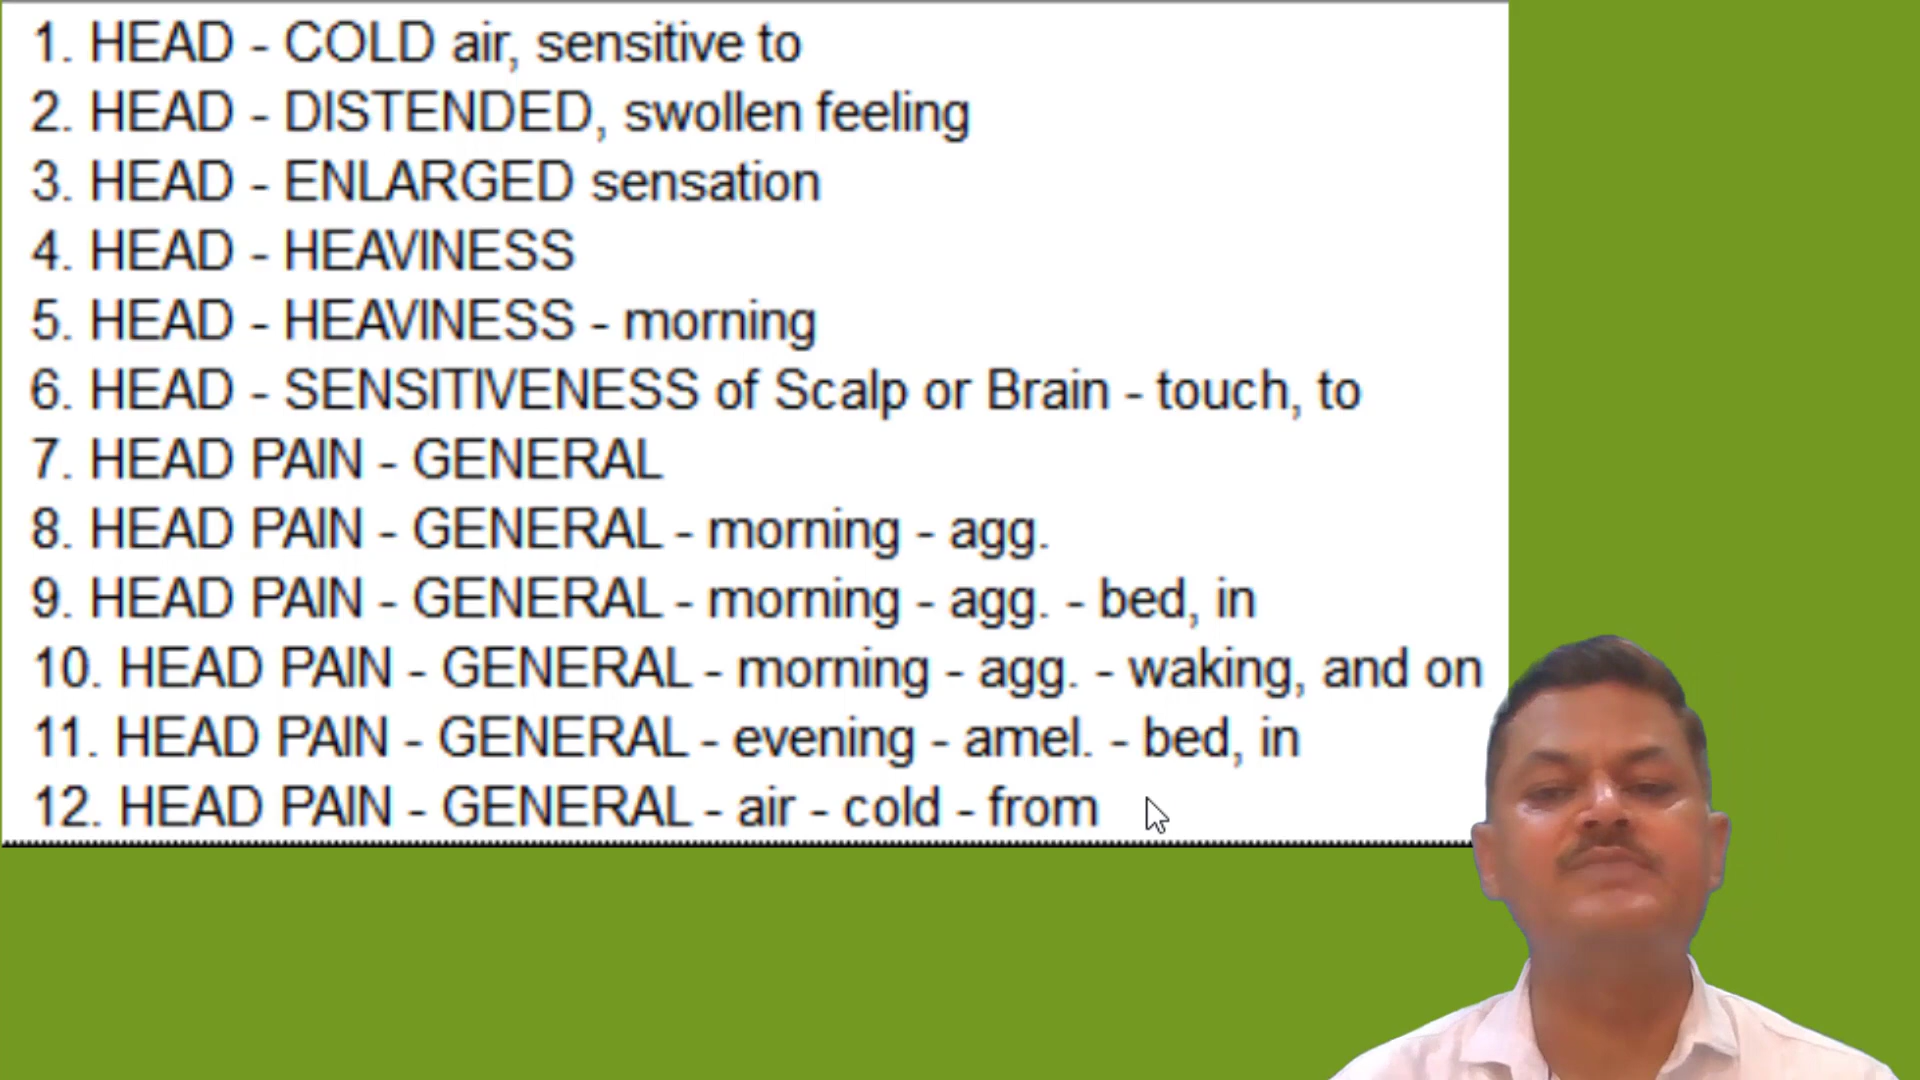 1. HEAD - COLD air, sensitive to
2. HEAD - DISTENDED, swollen feeling
3. HEAD - ENLARGED sensation
4. HEAD - HEAVINESS
5. HEAD - HEAVINESS - morning
6. HEAD - SENSITIVENESS of Scalp or Brain - touch, to
7. HEAD PAIN - GENERAL
8. HEAD PAIN - GENERAL - morning - agg.
9. HEAD PAIN - GENERAL - morning - agg. - bed, in
10. HEAD PAIN - GENERAL - morning - agg. - waking, and on
11. HEAD PAIN - GENERAL - evening - amel. - bed, in
12. HEAD PAIN - GENERAL - air - cold - from